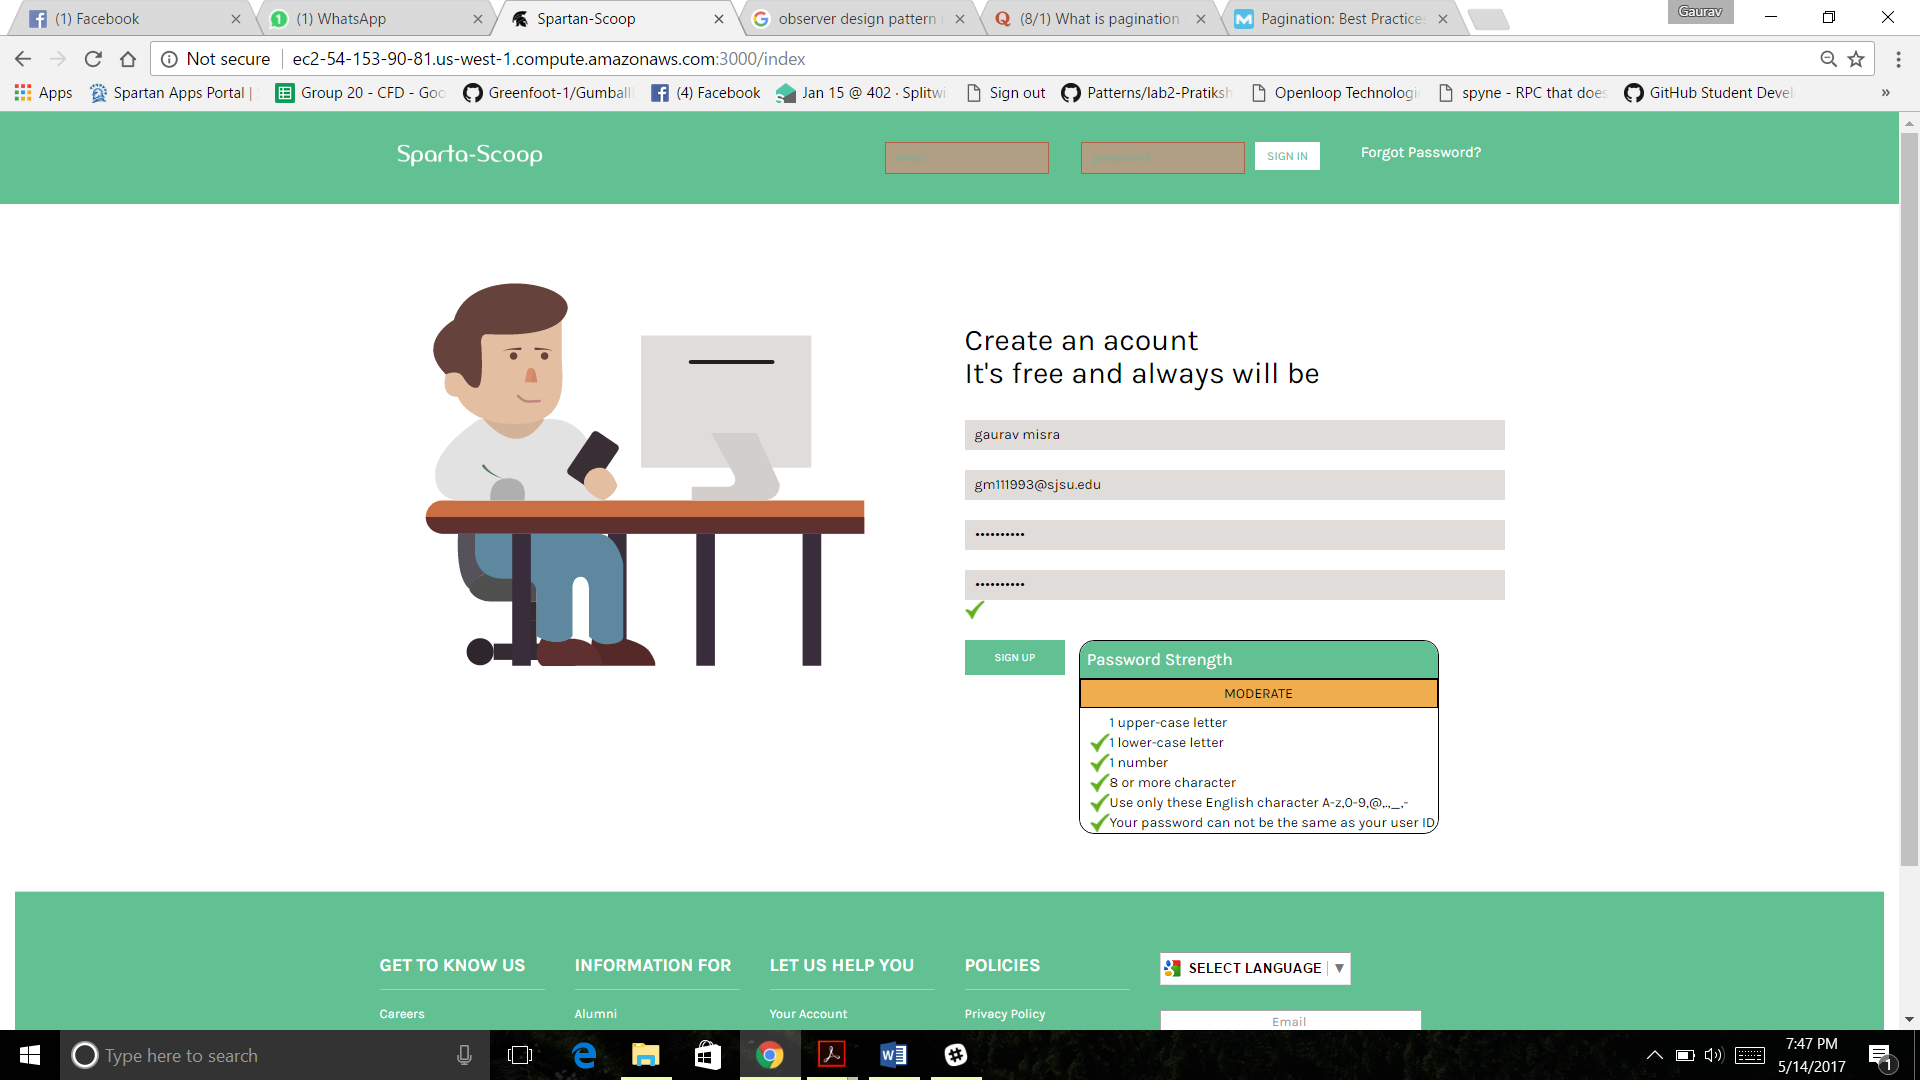 (1) Facebook
(1) WhatsApp
Spartan-Scoop
observer design pattern
(8/1) What is pagination
Pagination: Best Practices
Gaurav
Not secure
ec2-54-153-90-81.us-west-1.compute.amazonaws.com:3000/index
Apps
Spartan Apps Portal |
Group 20 - CFD - Goo
Greenfoot-1/Gumball
(4) Facebook
Jan 15 @ 402 · Splitwi
Sign out
Patterns/lab2-Pratiksh
Openloop Technologi
spyne - RPC that does
GitHub Student Devel
»
Sparta-Scoop
SIGN IN
Forgot Password?
Create an acount
It's free and always will be
gaurav misra
gm111993@sjsu.edu
••••••••••
••••••••••
SIGN UP
Password Strength
MODERATE
1 upper-case letter
1 lower-case letter
1 number
8 or more character
Use only these English character A-z,0-9,@,.,_,-
Your password can not be the same as your user ID
GET TO KNOW US
INFORMATION FOR
LET US HELP YOU
POLICIES
SELECT LANGUAGE
▼
Careers
Alumni
Your Account
Privacy Policy
Email
Type here to search
7:47 PM
5/14/2017
1